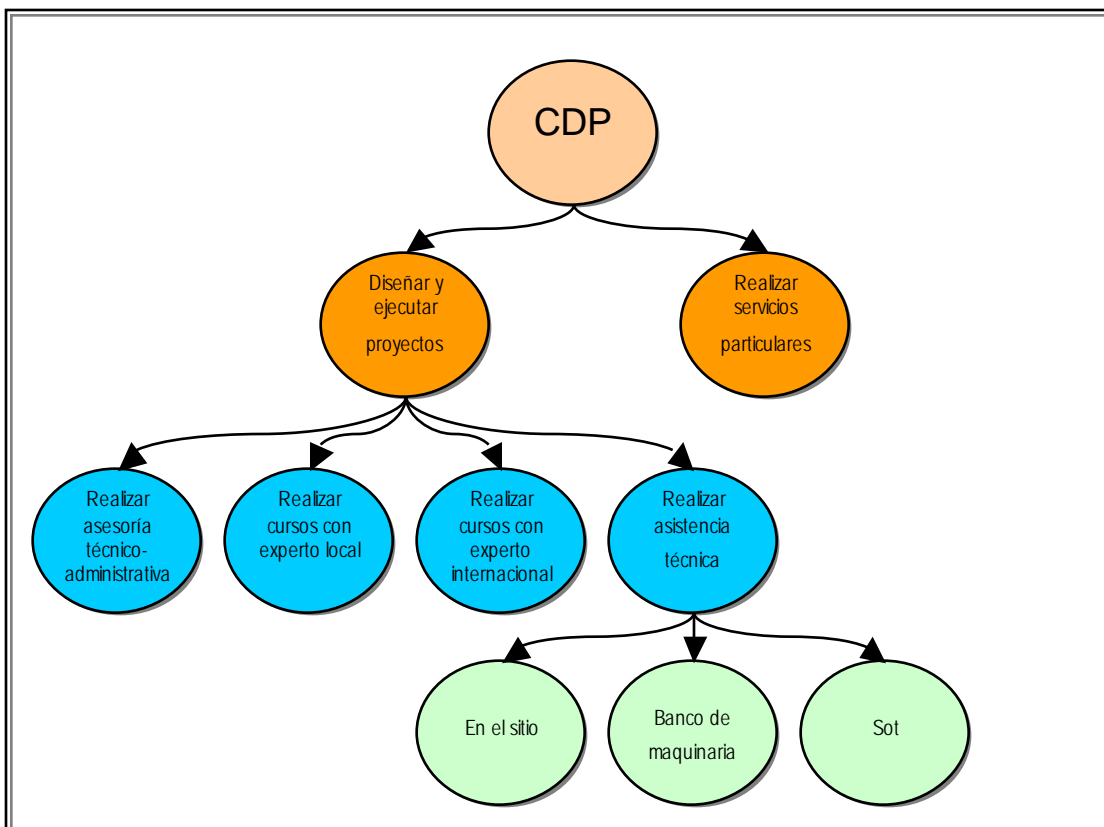 CDP
Diseñar y
ejecutar
proyectos
Realizar
servicios
particulares
Realizar
asesoría
técnico-
administrativa
Realizar
cursos con
experto local
Realizar
cursos con
experto
internacional
Realizar
asistencia
técnica
En el sitio
Banco de
maquinaria
Sot